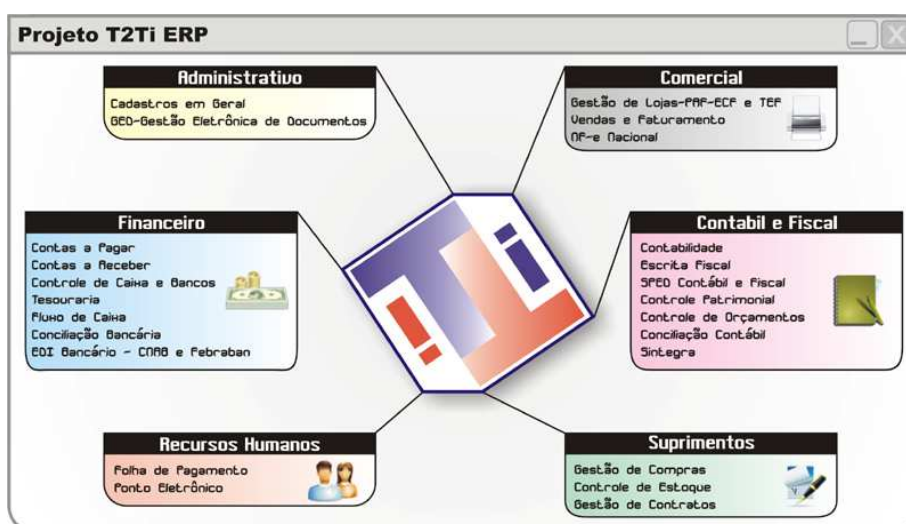 Projeto T2Ti ERP
Administrativo
Cadastros em Geral
GED-Gestão Eletrônica de Documentos
Comercial
Gestão de Lojas-PAF-ECF e TEF
Vendas e Faturamento
NF-e Nacional
Financeiro
Contas a Pagar
Contas a Receber
Controle de Caixa e Bancos
Tesouraria
Fluxo de Caixa
Conciliação Bancária
EDI Bancário - CNAB e Febraban
Contabil e Fiscal
Contabilidade
Escrita Fiscal
SPED Contábil e Fiscal
Controle Patrimonial
Controle de Orçamentos
Conciliação Contábil
Sintegra
Recursos Humanos
Folha de Pagamento
Ponto Eletrônico
Suprimentos
Gestão de Compras
Controle de Estoque
Gestão de Contratos